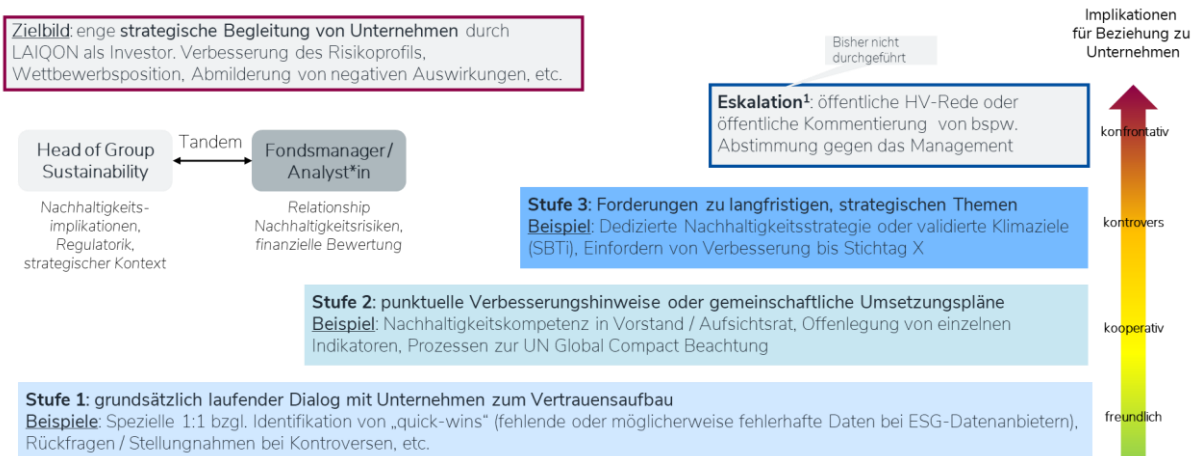 Zielbild: enge strategische Begleitung von Unternehmen durch
LAIQON als Investor. Verbesserung des Risikoprofils,
Wettbewerbsposition, Abmilderung von negativen Auswirkungen, etc.
Implikationen
für Beziehung zu
Unternehmen
Bisher nicht
durchgeführt
Eskalation¹: öffentliche HV-Rede oder
öffentliche Kommentierung von bspw.
Abstimmung gegen das Management
konfrontativ
Head of Group
Sustainability
Tandem
Fondsmanager/
Analyst*in
Nachhaltigkeits-
implikationen,
Regulatorik,
strategischer Kontext
Relationship
Nachhaltigkeitsrisiken,
finanzielle Bewertung
Stufe 3: Forderungen zu langfristigen, strategischen Themen
Beispiel: Dedizierte Nachhaltigkeitsstrategie oder validierte Klimaziele
(SBTi), Einfordern von Verbesserung bis Stichtag X
kontrovers
Stufe 2: punktuelle Verbesserungshinweise oder gemeinschaftliche Umsetzungspläne
Beispiel: Nachhaltigkeitskompetenz in Vorstand / Aufsichtsrat, Offenlegung von einzelnen
Indikatoren, Prozessen zur UN Global Compact Beachtung
kooperativ
Stufe 1: grundsätzlich laufender Dialog mit Unternehmen zum Vertrauensaufbau
Beispiele: Spezielle 1:1 bzgl. Identifikation von „quick-wins“ (fehlende oder möglicherweise fehlerhafte Daten bei ESG-Datenanbietern),
Rückfragen / Stellungnahmen bei Kontroversen, etc.
freundlich